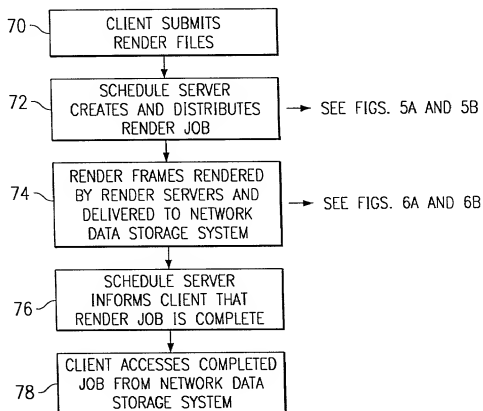 70
CLIENT SUBMITS
RENDER FILES
72
SCHEDULE SERVER
CREATES AND DISTRIBUTES
RENDER JOB
SEE FIGS. 5A AND 5B
74
RENDER FRAMES RENDERED
BY RENDER SERVERS AND
DELIVERED TO NETWORK
DATA STORAGE SYSTEM
SEE FIGS. 6A AND 6B
76
SCHEDULE SERVER
INFORMS CLIENT THAT
RENDER JOB IS COMPLETE
78
CLIENT ACCESSES COMPLETED
JOB FROM NETWORK DATA
STORAGE SYSTEM